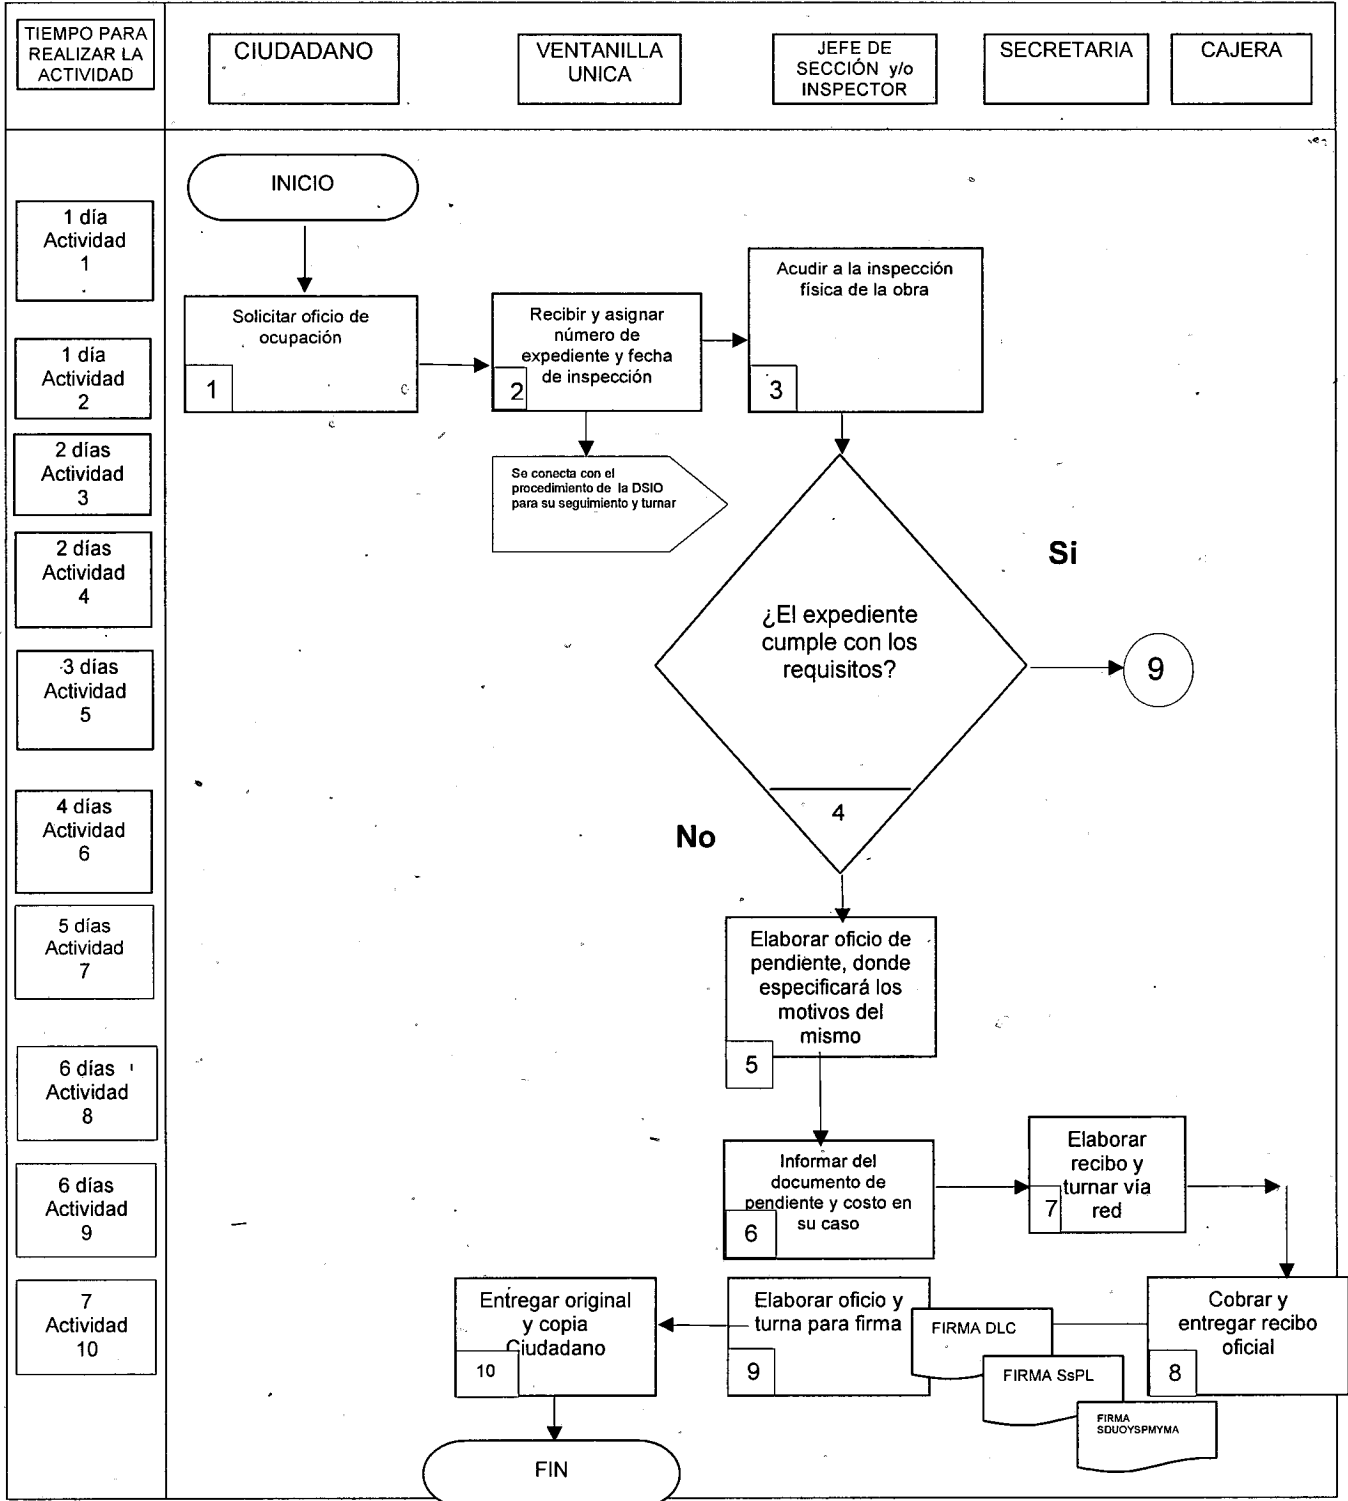 TIEMPO PARA
REALIZAR LA
ACTIVIDAD
CIUDADANO
VENTANILLA
UNICA
JEFE DE
SECCIÓN y/o
INSPECTOR
SECRETARIA
CAJERA
1 día
Actividad
1
1 día
Actividad
2
2 días
Actividad
3
2 días
Actividad
4
3 días
Actividad
5
4 días
Actividad
6
5 días
Actividad
7
6 días
Actividad
8
6 días
Actividad
9
7
Actividad
10
INICIO
Solicitar oficio de
ocupación
1
Recibir y asignar
número de
expediente y fecha
de inspección
2
Acudir a la inspección
física de la obra
3
Se conecta con el
procedimiento de la DSIO
para su seguimiento y turnar
¿El expediente
cumple con los
requisitos?
4
Si
9
No
Elaborar oficio de
pendiente, donde
especificará los
motivos del
mismo
5
Informar del
documento de
pendiente y costo en
su caso
6
Elaborar
recibo y
turnar vía
red
7
Cobrar y
entregar recibo
oficial
8
FIRMA DLC
FIRMA SsPL
FIRMA
SDUOYSPMYMA
Elaborar oficio y
turna para firma
9
Entregar original
y copia
Ciudadano
10
FIN